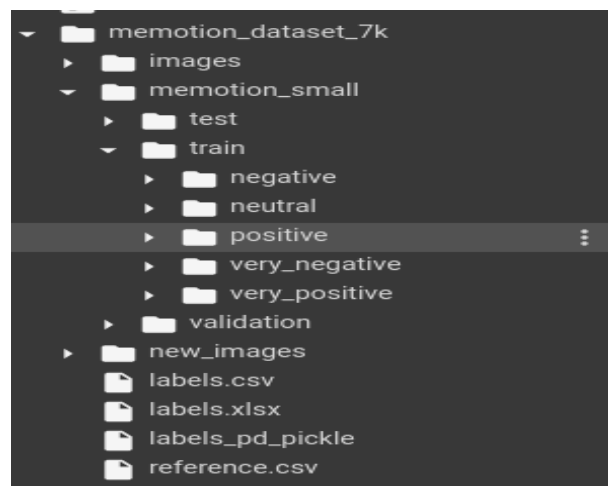 memotion_dataset_7k
images
memotion_small
test
train
negative
neutral
positive
very_negative
very_positive
validation
new_images
labels.csv
labels.xlsx
labels_pd_pickle
reference.csv